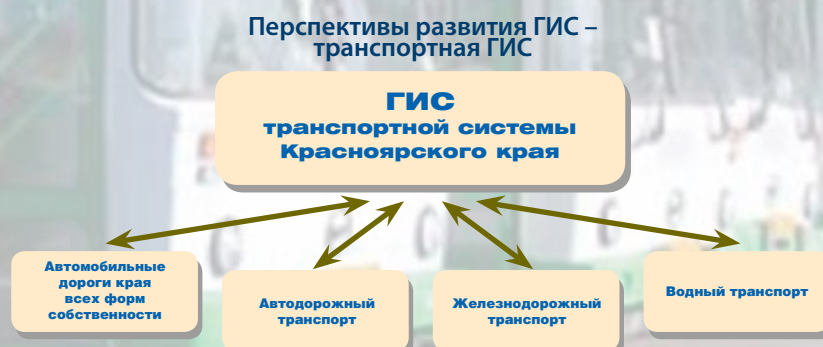 Перспективы развития ГИС –
транспортная ГИС
ГИС
транспортной системы
Красноярского края
Автомобильные
дороги края
всех форм
собственности
Автодорожный
транспорт
Железнодорожный
транспорт
Водный транспорт